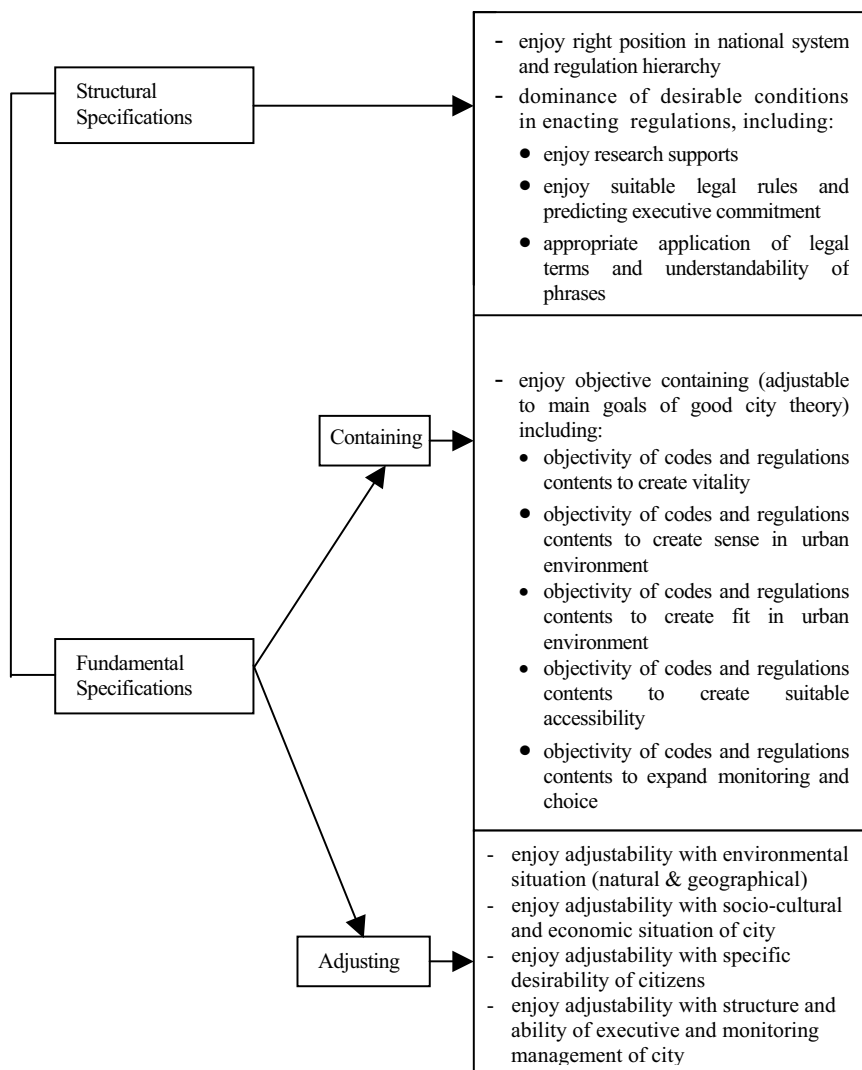 Structural
Specifications
- enjoy right position in national system
and regulation hierarchy
- dominance of desirable conditions
in enacting regulations, including:
• enjoy research supports
• enjoy suitable legal rules and
predicting executive commitment
• appropriate application of legal
terms and understandability of
phrases
Fundamental
Specifications
Containing
- enjoy objective containing (adjustable
to main goals of good city theory)
including:
• objectivity of codes and regulations
contents to create vitality
• objectivity of codes and regulations
contents to create sense in urban
environment
• objectivity of codes and regulations
contents to create fit in urban
environment
• objectivity of codes and regulations
contents to create suitable
accessibility
• objectivity of codes and regulations
contents to expand monitoring and
choice
Adjusting
- enjoy adjustability with environmental
situation (natural & geographical)
- enjoy adjustability with socio-cultural
and economic situation of city
- enjoy adjustability with specific
desirability of citizens
- enjoy adjustability with structure and
ability of executive and monitoring
management of city